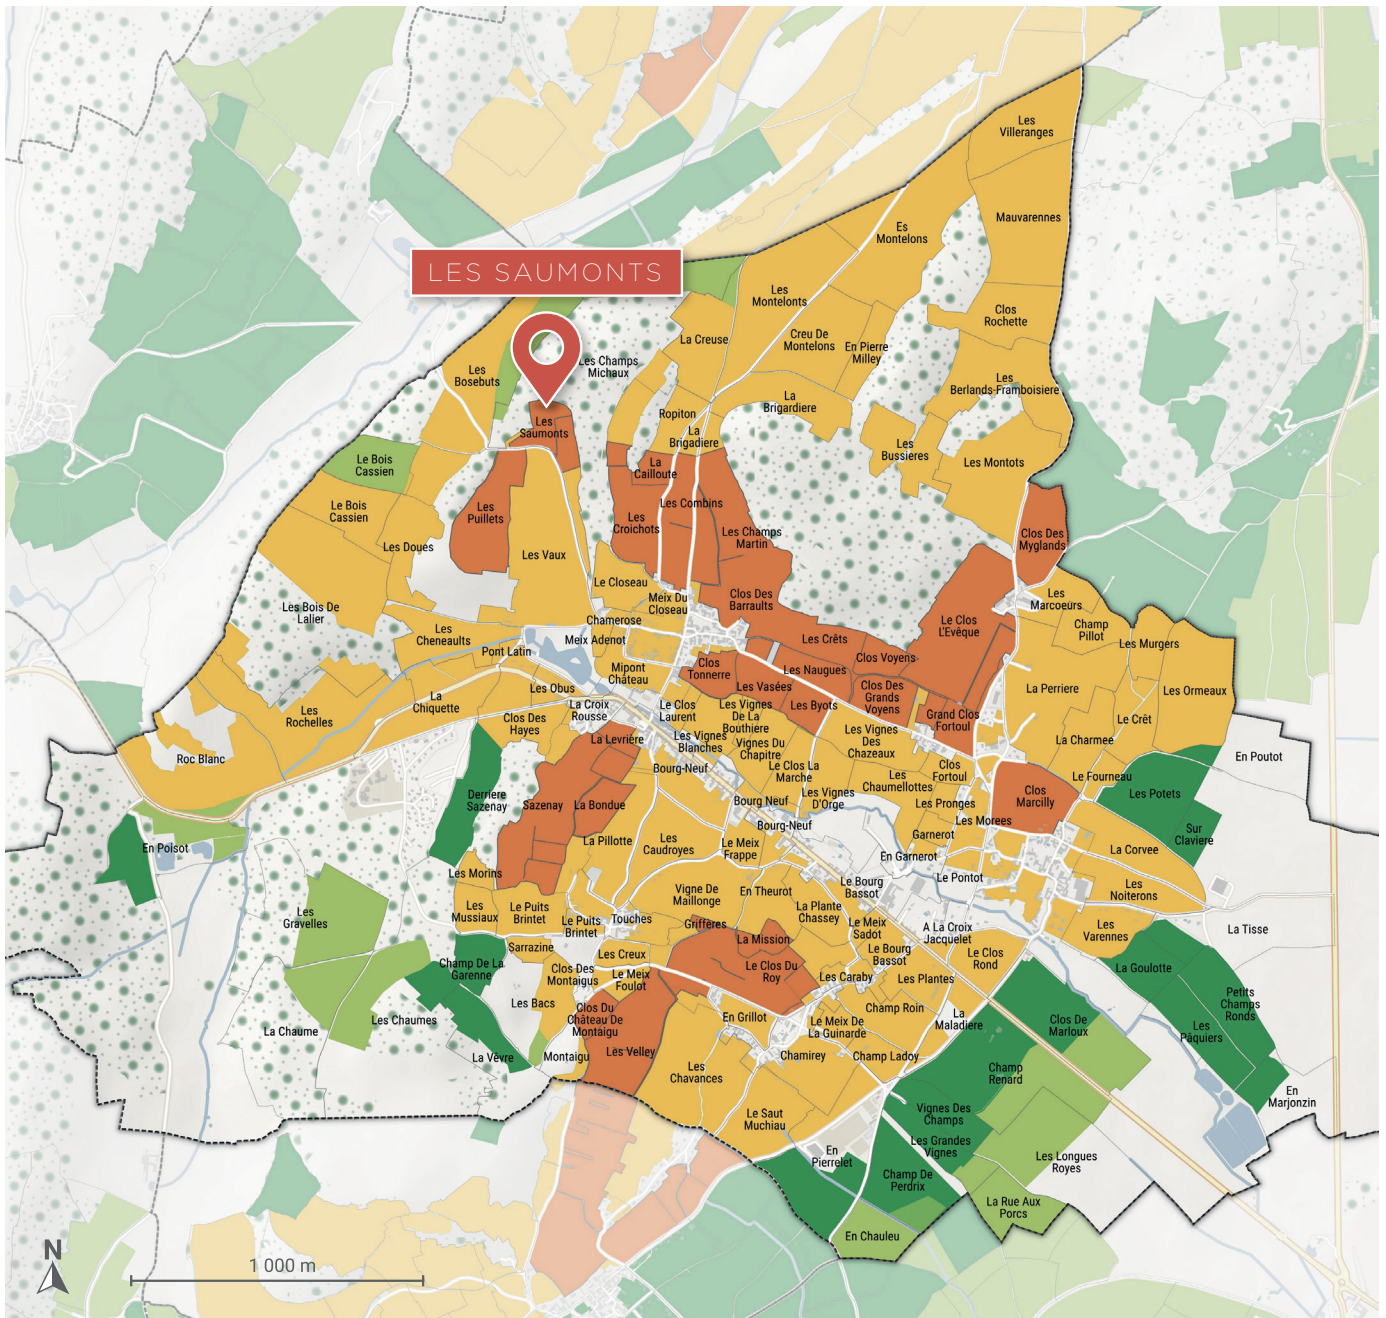 Les
Villeranges
Mauvarennes
Es
Montelons
LES SAUMONTS
Les
Montelonts
Clos
Rochette
Creu De
Montelons
La Creuse
En Pierre
Milley
Les Champs
Michaux
Les
Bosebuts
Les
Berlands-Framboisiere
La
Brigardiere
Ropiton
Les
Saumonts
La
Brigadiere
Les
Bussieres
Le Bois
Cassien
La
Cailloute
Les Montots
Les Combins
Le Bois
Cassien
Les
Puillets
Les
Croichots
Les Champs
Martin
Clos Des
Myglands
Les Doues
Les Vaux
Le Closeau
Clos Des
Barraults
Meix Du
Closeau
Les
Marcoeurs
Les Bois De
Lalier
Chamerose
Le Clos
L'Evêque
Champ
Pillot
Les
Cheneaults
Meix Adenot
Les Crêts
Les Murgers
Pont Latin
Clos Voyens
Mipont
Château
Clos
Tonnerre
Les Naugues
Les Obus
Les Vasées
Clos Des
Grands
Voyens
La Perriere
Les Ormeaux
La
Chiquette
La Croix
Rousse
Le Clos
Laurent
Les Vignes
De La
Bouthiere
Les Byots
Les
Rochelles
Clos Des
Hayes
Grand Clos
Fortoul
Le Crêt
La Levrière
Les Vignes
Blanches
Vignes Du
Chapitre
Les Vignes
Des
Chazeaux
La Charmee
Roc Blanc
Bourg-Neuf
Le Clos La
Marche
Clos
Fortoul
En Poutot
Le Fourneau
Les
Chaumellottes
Derriere
Sazenay
Sazenay
La Bondue
Bourg Neuf
Les Vignes
D'Orge
Les Pronges
Clos
Marcilly
Les Potets
Bourg-Neuf
Les Morees
Garnerot
Sur
Claviere
La Pillotte
Les
Caudroyes
Le Meix
Frappe
En Poisot
En Garnerot
La Corvee
Les Morins
Le Pontot
Le Bourg
Bassot
Vigne De
Maillonge
En Theurot
Les
Noiterons
Les
Gravelles
Les
Mussiaux
Le Puits
Brintet
Le Puits
Brintet
Touches
La Plante
Chassey
Griffères
Le Meix
Sadot
A La Croix
Jacquelet
Les
Varennes
La Tisse
Sarrazine
La Mission
Les Creux
Le Bourg
Bassot
Le Clos
Rond
Champ De La
Garenne
Clos Des
Montaigus
Le Meix
Foulot
Le Clos Du
Roy
Les Caraby
Les Plantes
La Goulotte
Les Bacs
Petits
Champs
Ronds
La Chaume
Les Chaumes
Clos Du
Château De
Montaigu
En Grillot
Champ Roin
La
Maladiere
Le Meix De
La Guinarde
Clos De
Marloux
Les
Pâquiers
La Vèvre
Montaigu
Les Velley
Chamirey
Champ Ladoy
Les
Chavances
Champ
Renard
En
Marjonzin
Vignes Des
Champs
Le Saut
Muchiau
Les Grandes
Vignes
En
Pierrelet
Les Longues
Royes
Champ De
Perdrix
La Rue Aux
Porcs
En Chauleu
N
1 000 m